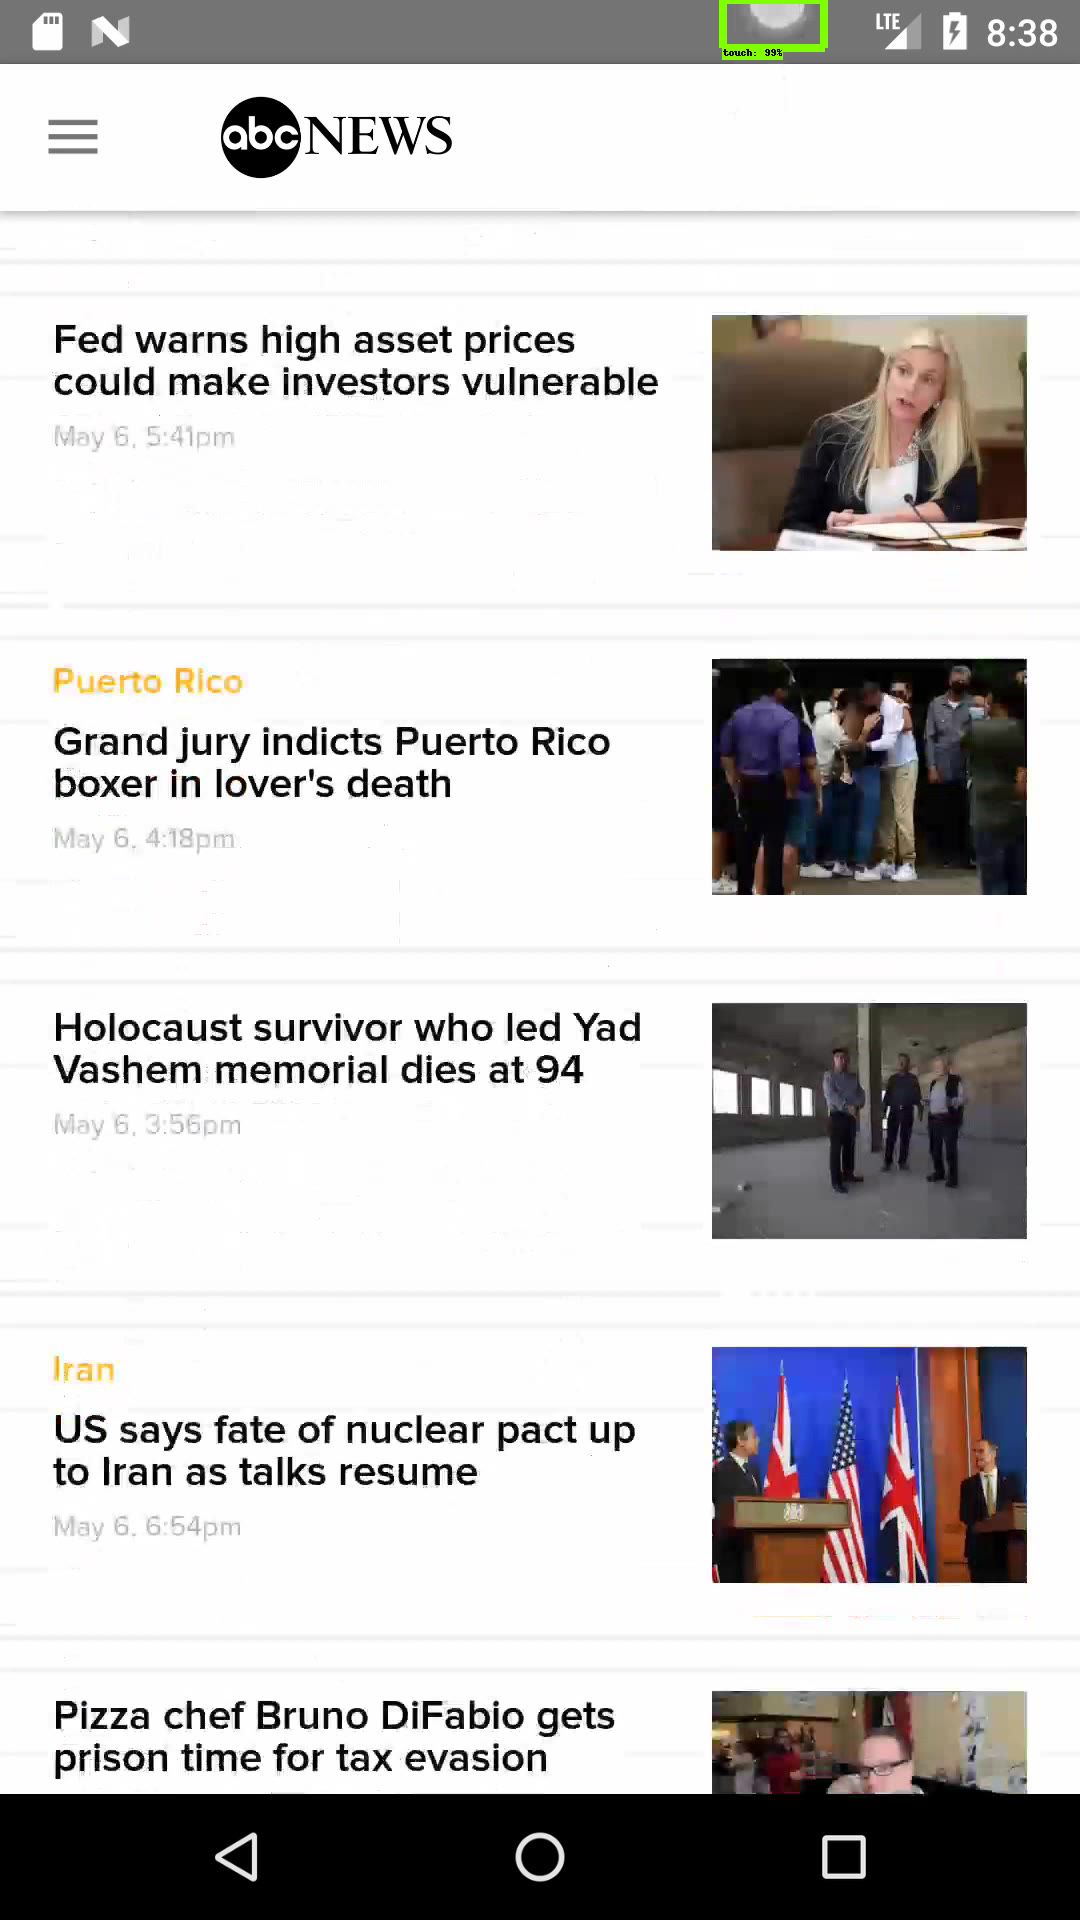 LTE 8:38
touch: 99%
abc NEWS
Fed warns high asset prices
could make investors vulnerable
May 6, 5:41pm
Puerto Rico
Grand jury indicts Puerto Rico
boxer in lover's death
May 6, 4:18pm
Holocaust survivor who led Yad
Vashem memorial dies at 94
May 6, 3:56pm
Iran
US says fate of nuclear pact up
to Iran as talks resume
May 6, 6:54pm
Pizza chef Bruno DiFabio gets
prison time for tax evasion